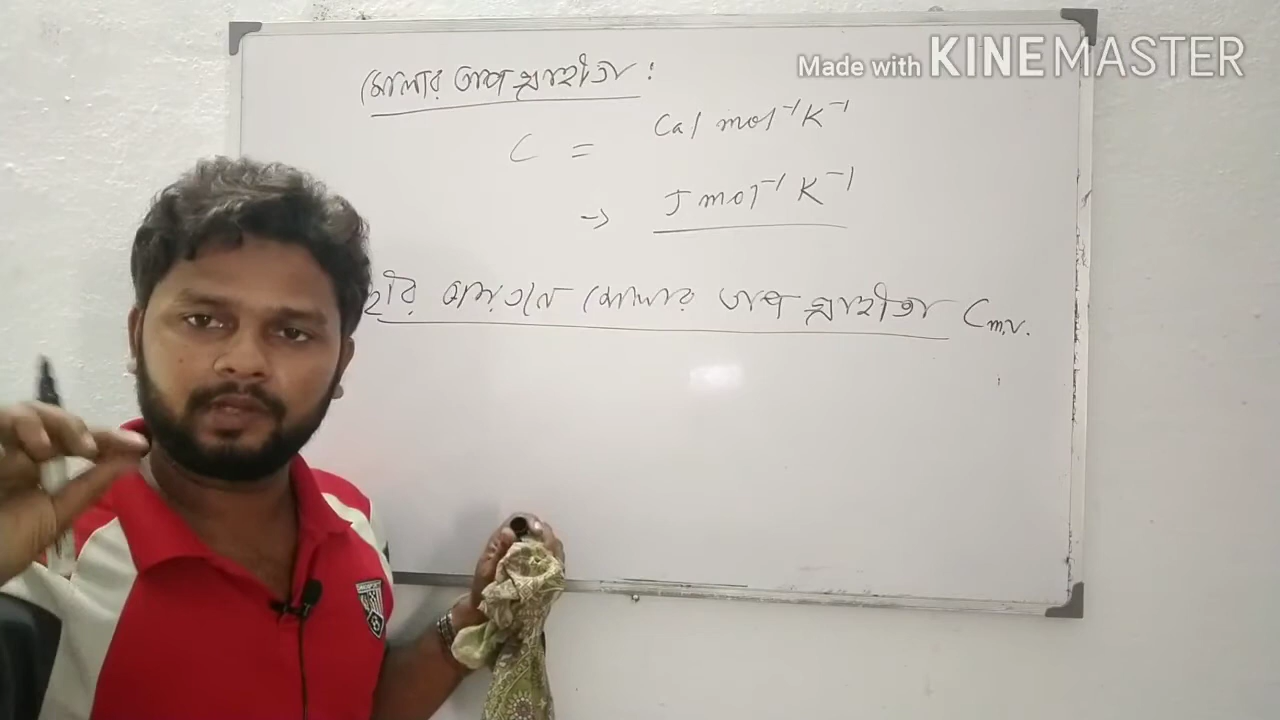 Made with KINEMASTER
মোলার তাপ গ্রাহীতা :
C = Cal mol⁻¹ K⁻¹
→ J mol⁻¹ K⁻¹
স্থির আয়তনে মোলার তাপ গ্রাহীতা Cm.v.